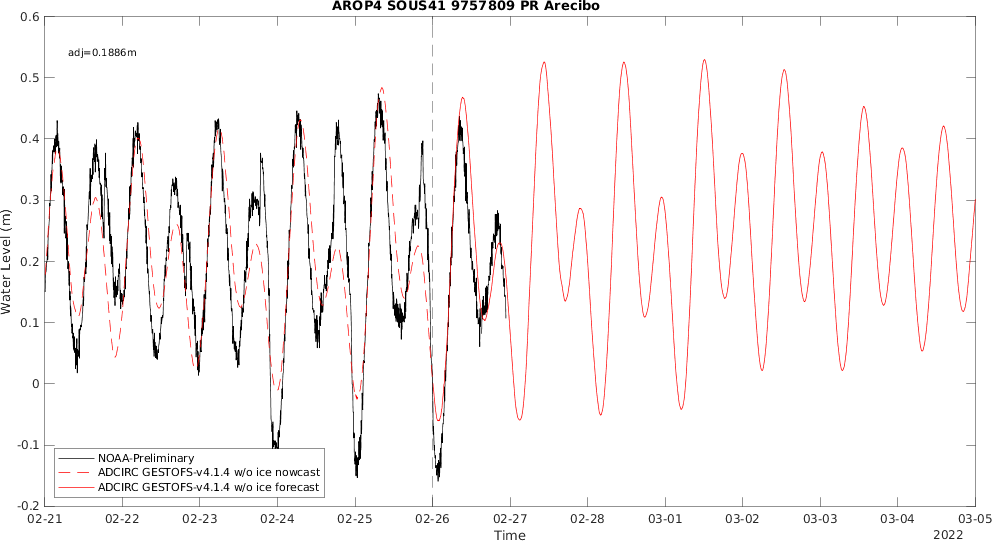 AROP4 SOUS41 9757809 PR Arecibo
adj=0.1886m
Water Level (m)
0.6
0.5
0.4
0.3
0.2
0.1
0
-0.1
-0.2
NOAA-Preliminary
ADCIRC GESTOFS-v4.1.4 w/o ice nowcast
ADCIRC GESTOFS-v4.1.4 w/o ice forecast
02-21 02-22 02-23 02-24 02-25 02-26 02-27 02-28 03-01 03-02 03-03 03-04 03-05
Time
2022